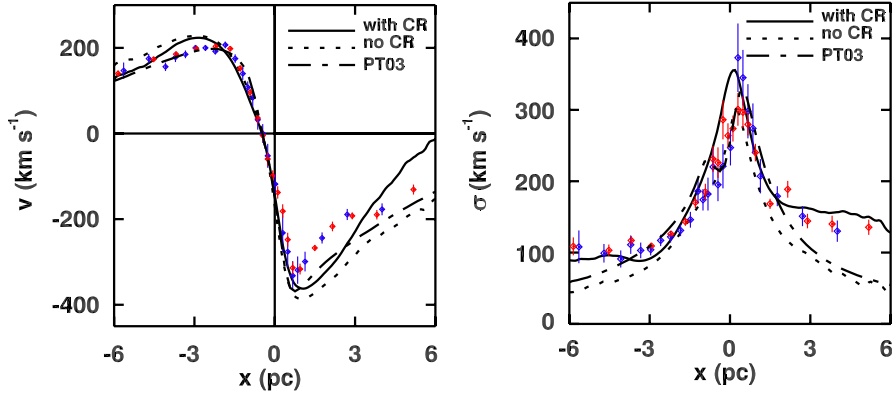 with CR
no CR
PT03
200
0
-200
-400
v (km s⁻¹)
-6
-3
0
3
6
x (pc)
with CR
no CR
PT03
400
300
200
100
0
σ (km s⁻¹)
-6
-3
0
3
6
x (pc)